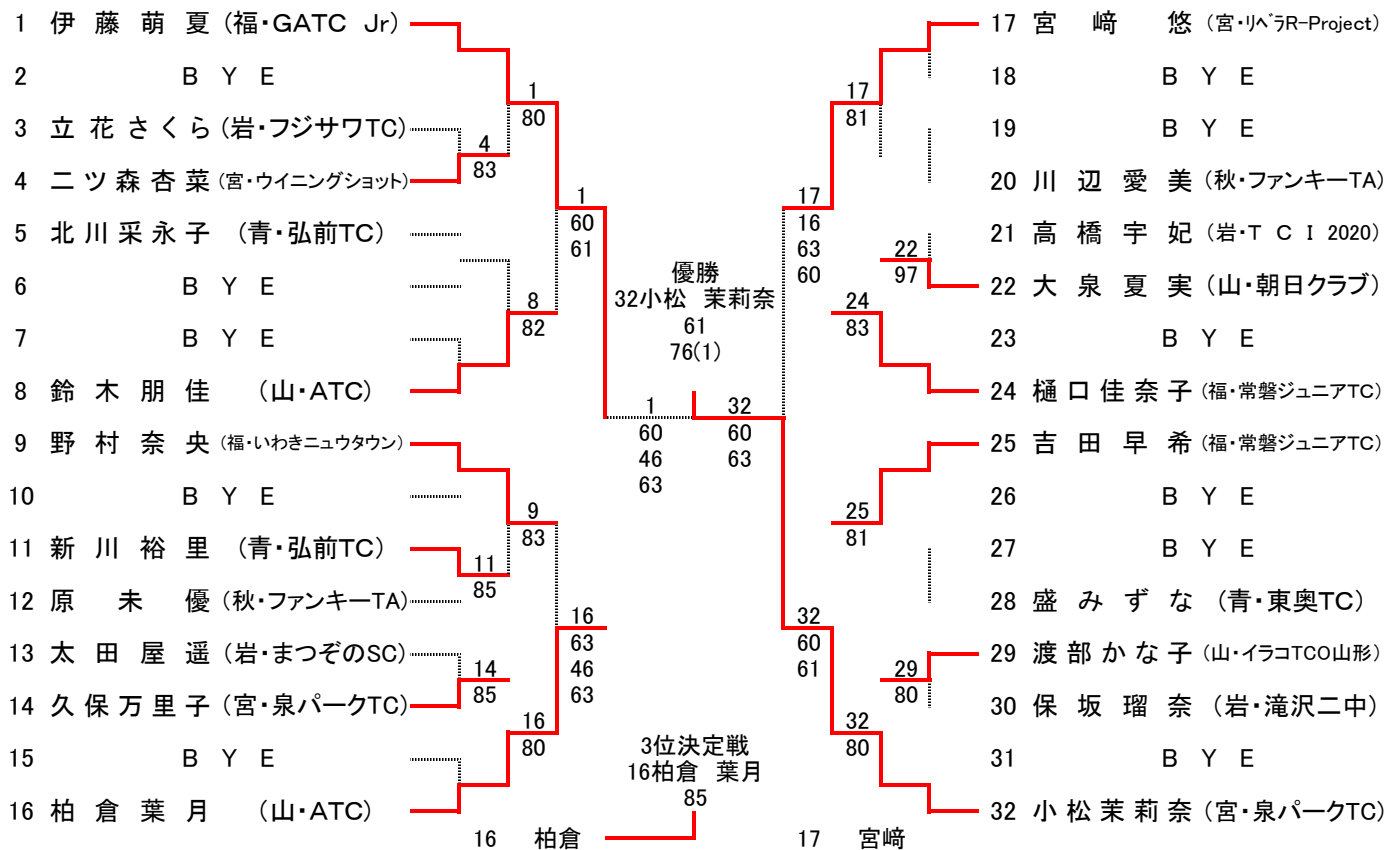 1 伊藤萌夏 (福・GATC Jr)
2 BYE
3 立花さくら (岩・フジサワTC)
4 二ツ森杏菜 (宮・ウイニングショット)
5 北川采永子 (青・弘前TC)
6 BYE
7 BYE
8 鈴木朋佳 (山・ATC)
9 野村奈央 (福・いわきニュウタウン)
10 BYE
11 新川裕里 (青・弘前TC)
12 原未優 (秋・ファンキーTA)
13 太田屋遥 (岩・まつぞのSC)
14 久保万里子 (宮・泉パークTC)
15 BYE
16 柏倉葉月 (山・ATC)
4
83
11
85
14
85
1
80
8
82
9
83
16
80
1
60
61
16
63
46
63
1
60
46
63
優勝
32小松 茉莉奈
61
76(1)
32
60
63
3位決定戦
16柏倉 葉月
85
16 柏倉
17 宮﨑
17
16
63
60
32
60
61
17
81
24
83
25
81
32
80
22
97
29
80
17 宮﨑悠 (宮・リベラR-Project)
18 BYE
19 BYE
20 川辺愛美 (秋・ファンキーTA)
21 高橋宇妃 (岩・TCI 2020)
22 大泉夏実 (山・朝日クラブ)
23 BYE
24 樋口佳奈子 (福・常磐ジュニアTC)
25 吉田早希 (福・常磐ジュニアTC)
26 BYE
27 BYE
28 盛みずな (青・東奥TC)
29 渡部かな子 (山・イラコTCO山形)
30 保坂瑠奈 (岩・滝沢二中)
31 BYE
32 小松茉莉奈 (宮・泉パークTC)